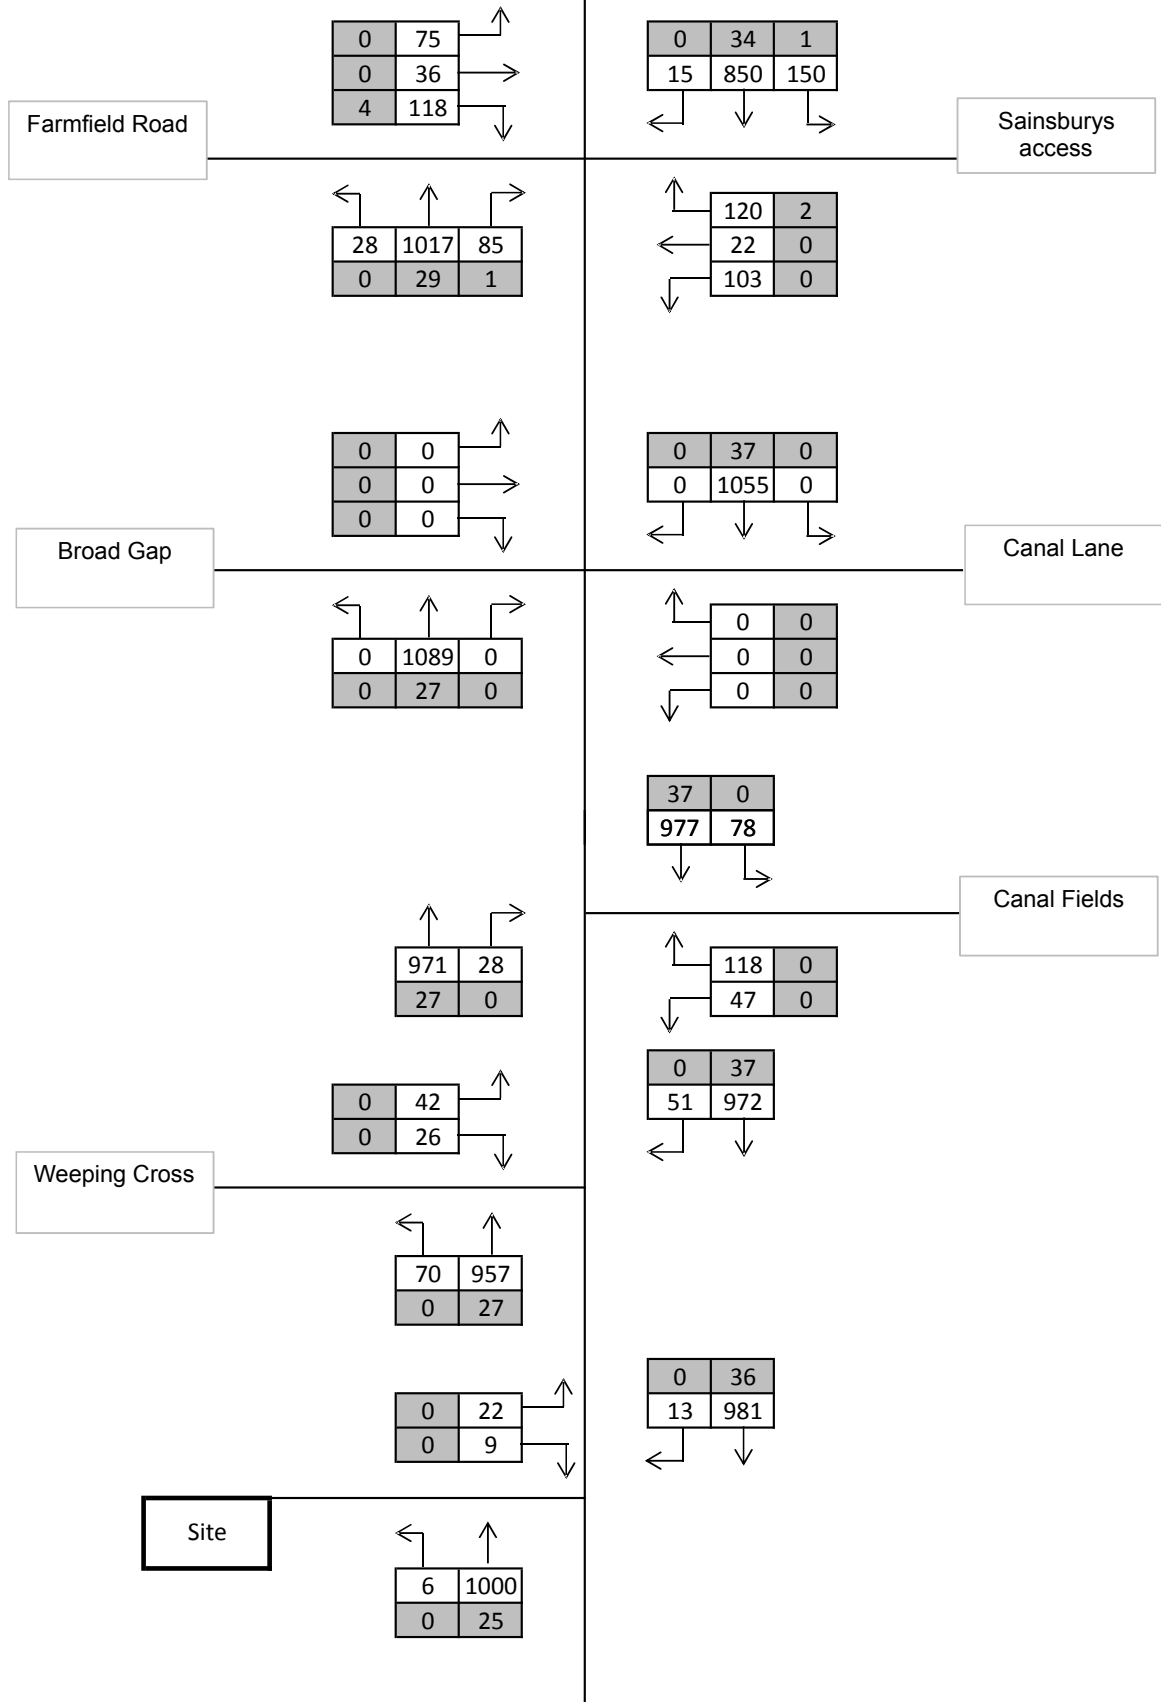 0 75
0 36
4 118
0 34 1
15 850 150
Farmfield Road
Sainsburys
access
28 1017 85
0 29 1
120 2
22 0
103 0
0 0
0 0
0 0
0 37 0
0 1055 0
Broad Gap
Canal Lane
0 1089 0
0 27 0
0 0
0 0
0 0
37 0
977 78
Canal Fields
971 28
27 0
118 0
47 0
0 42
0 26
0 37
51 972
Weeping Cross
70 957
0 27
0 22
0 9
0 36
13 981
Site
6 1000
0 25